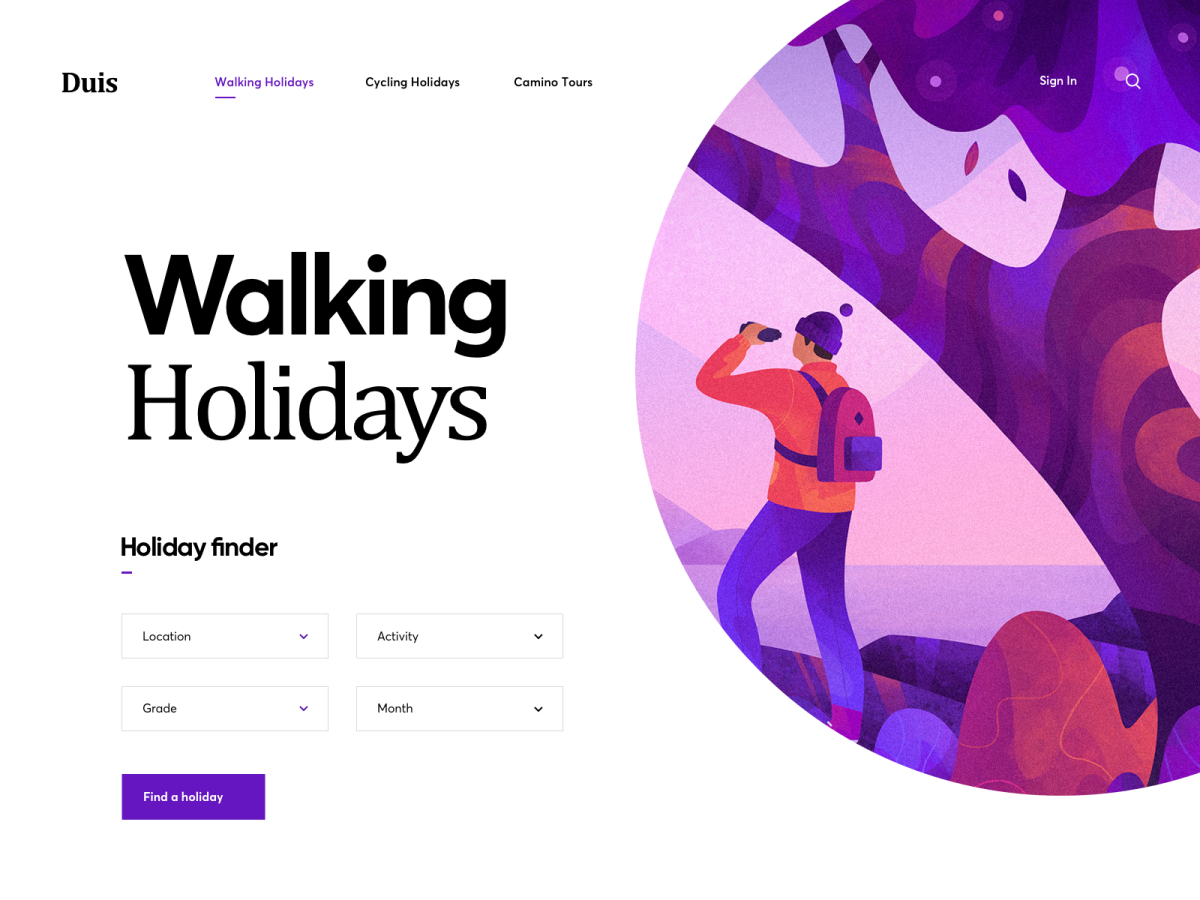 Duis
Walking Holidays
Cycling Holidays
Camino Tours
Sign In
Walking
Holidays
Holiday finder
Location
Activity
Grade
Month
Find a holiday